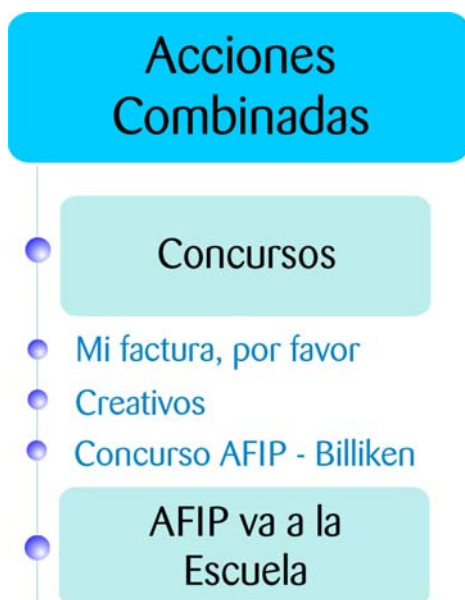 Acciones
Combinadas
Concursos
Mi factura, por favor
Creativos
Concurso AFIP - Billiken
AFIP va a la
Escuela